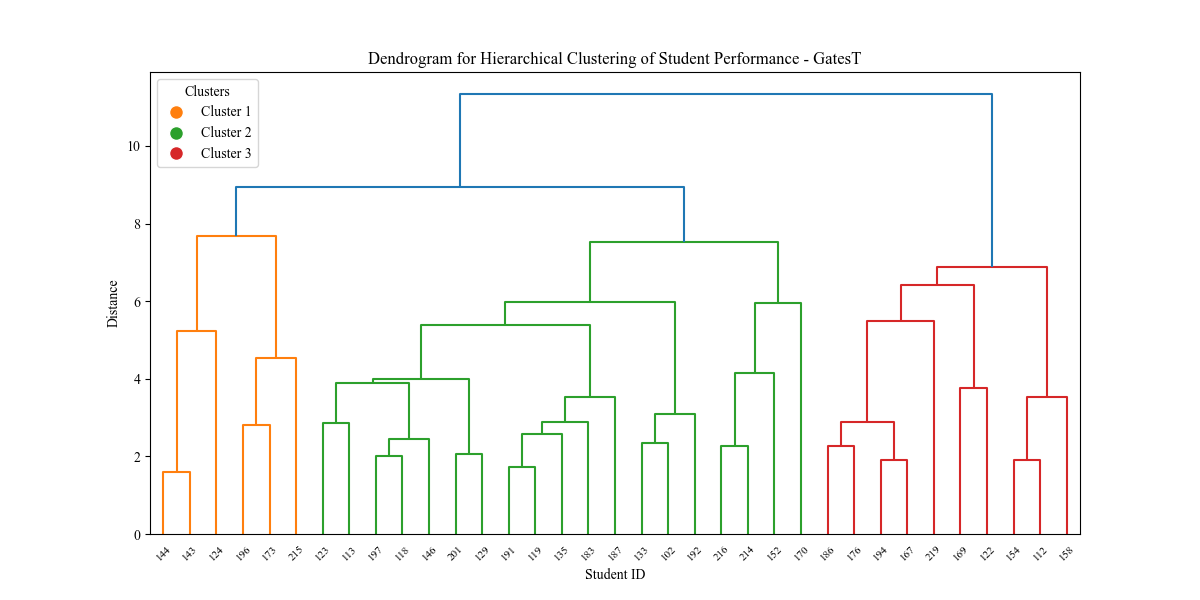 Dendrogram for Hierarchical Clustering of Student Performance - GatesT
Clusters
Cluster 1
Cluster 2
Cluster 3
Distance
10
8
6
4
2
0
144 143 124 196 173 215 123 113 197 118 146 201 129 191 119 135 183 187 133 102 192 216 214 152 170 186 176 194 167 219 169 122 154 112 158
Student ID